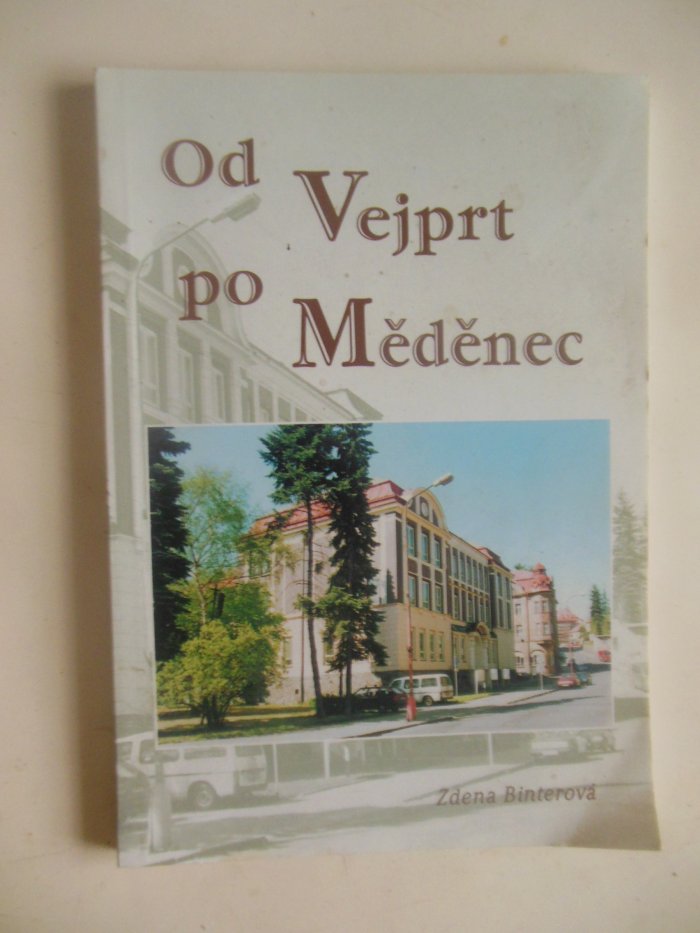 Od Vejprt
po Měděnec
Zdena Binterová